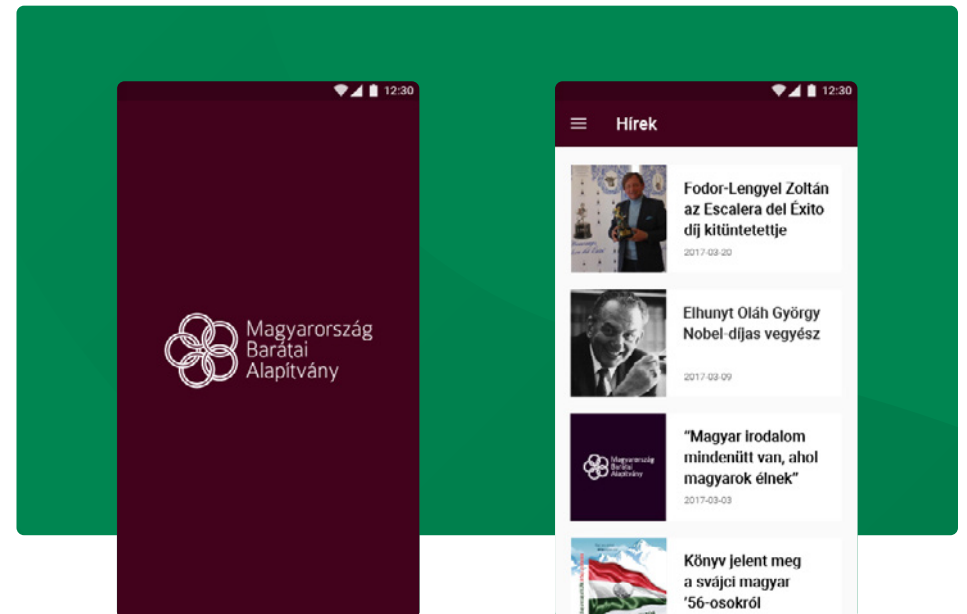 12:30
Magyarország
Barátai
Alapítvány
12:30
Hírek
Fodor-Lengyel Zoltán
az Escalera del Éxito
díj kitüntetettje
2017-03-20
Elhunyt Oláh György
Nobel-díjas vegyész
2017-03-09
Magyarország
Barátai
Alapítvány
“Magyar irodalom
mindenütt van, ahol
magyarok élnek”
2017-03-03
Könyv jelent meg
a svájci magyar
’56-osokról